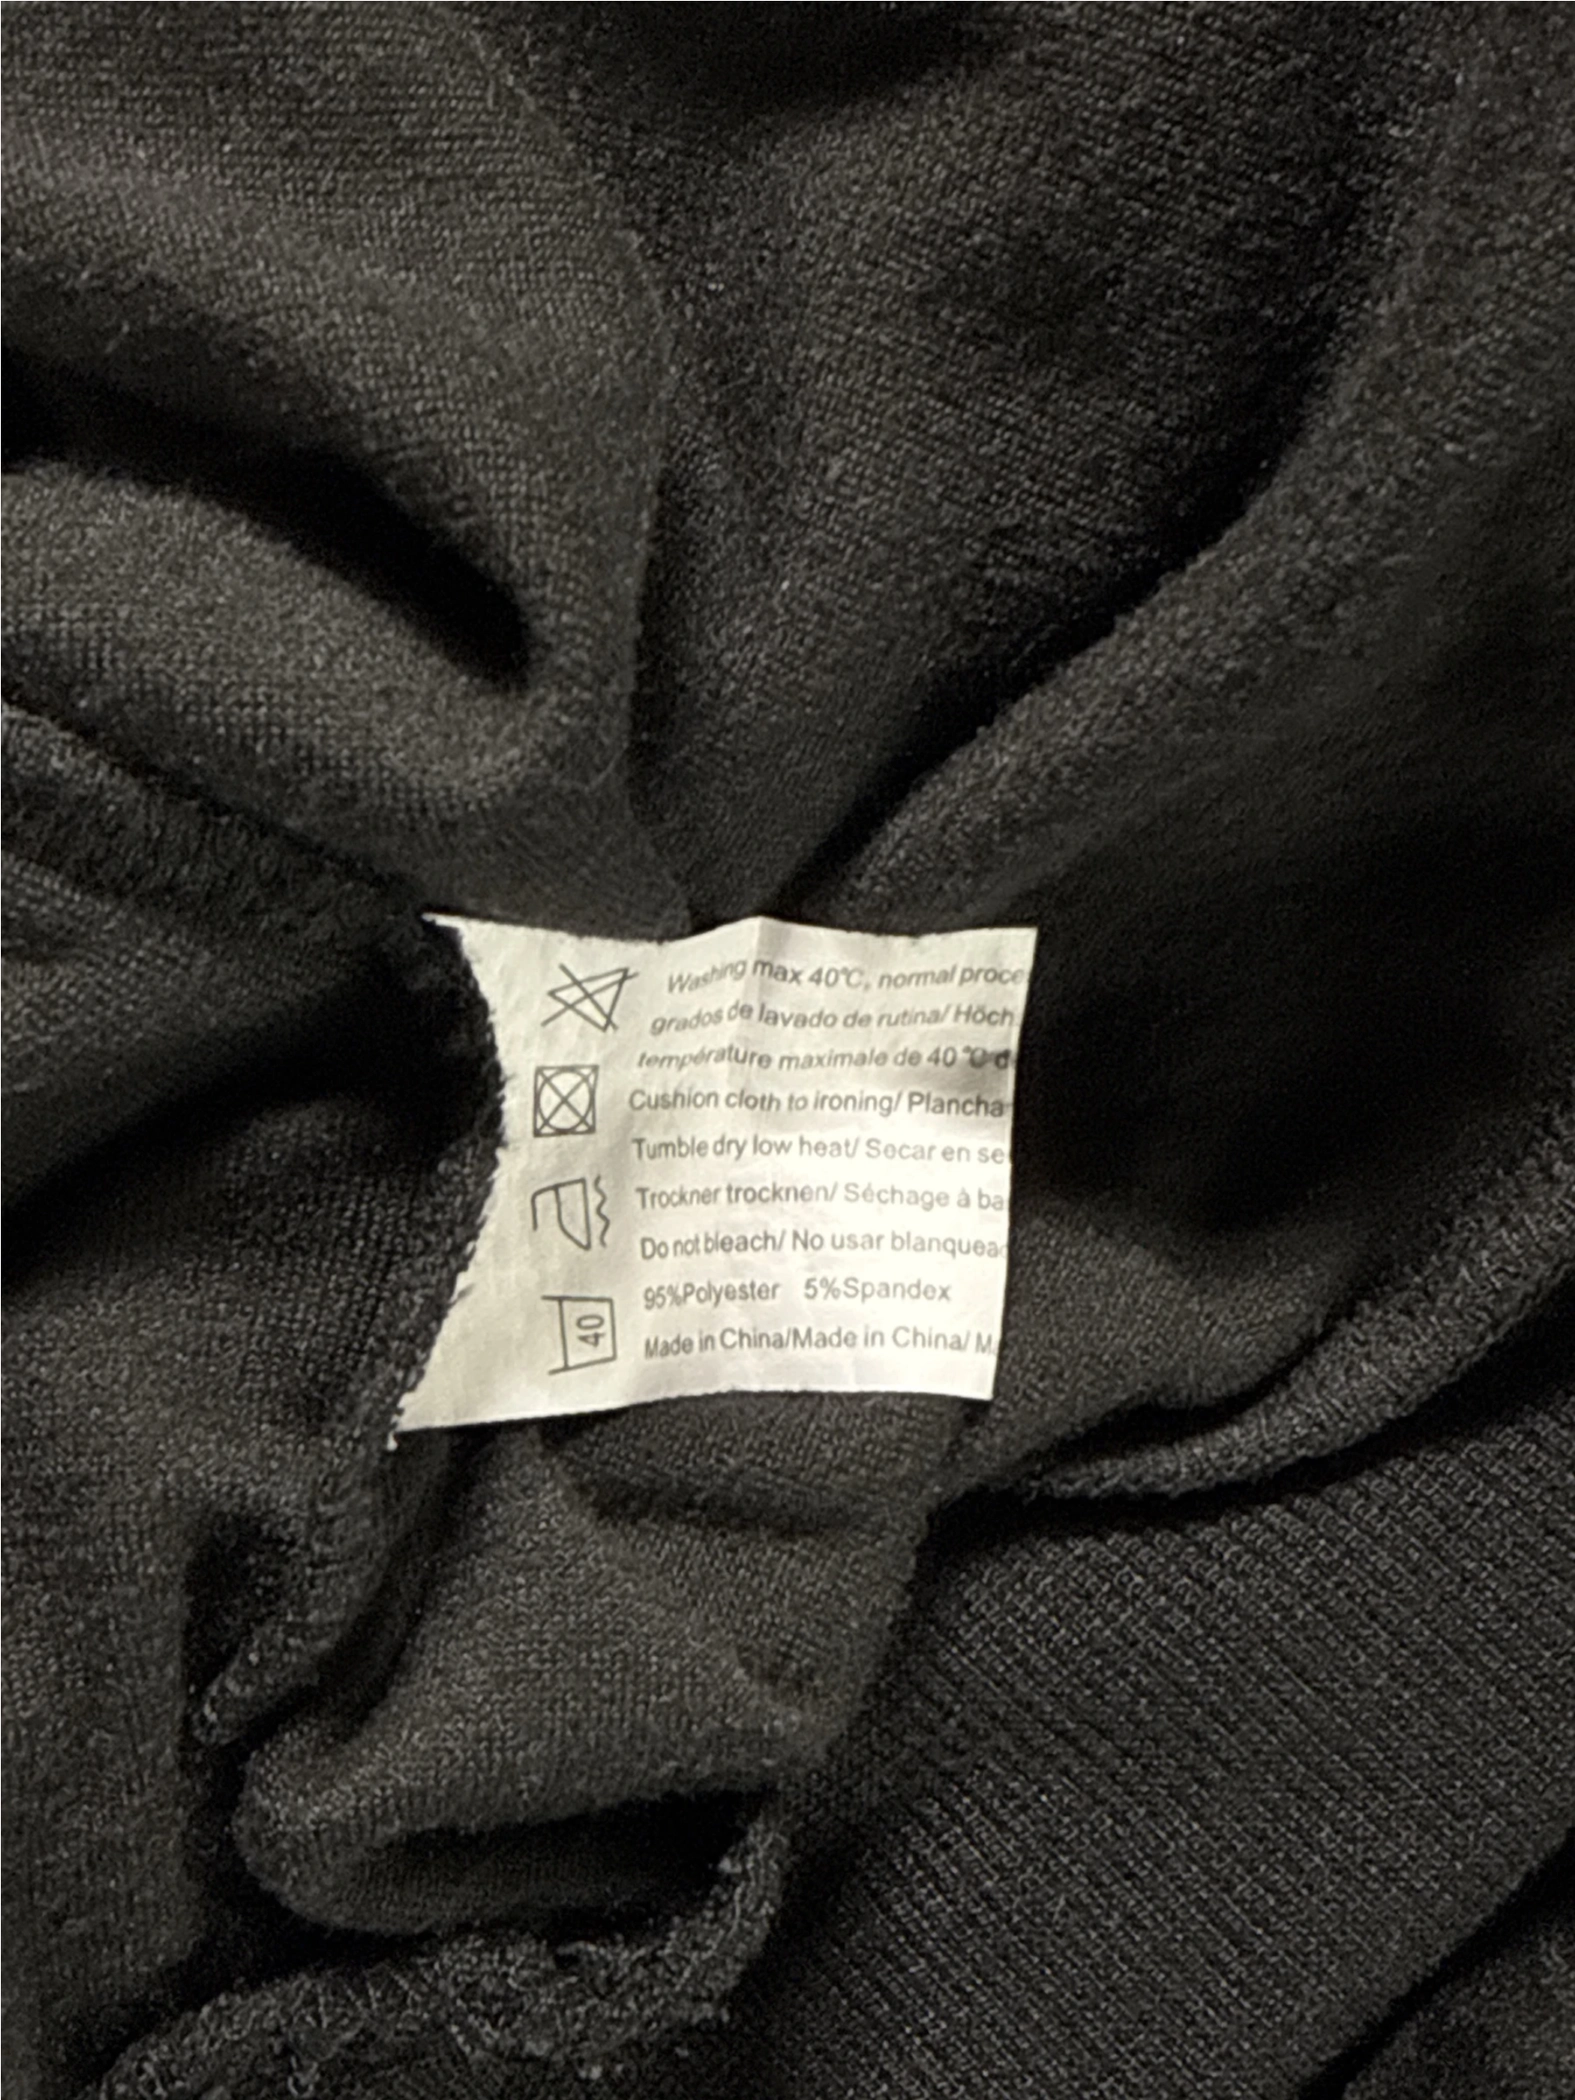 Washing max 40℃, normal proce
grados de lavado de rutina/ Höch
température maximale de 40 ℃ d
Cushion cloth to ironing/ Plancha
Tumble dry low heat/ Secar en se
Trockner trocknen/ Séchage à ba
Do not bleach/ No usar blanquea
95%Polyester 5%Spandex
Made in China/Made in China/ M
40